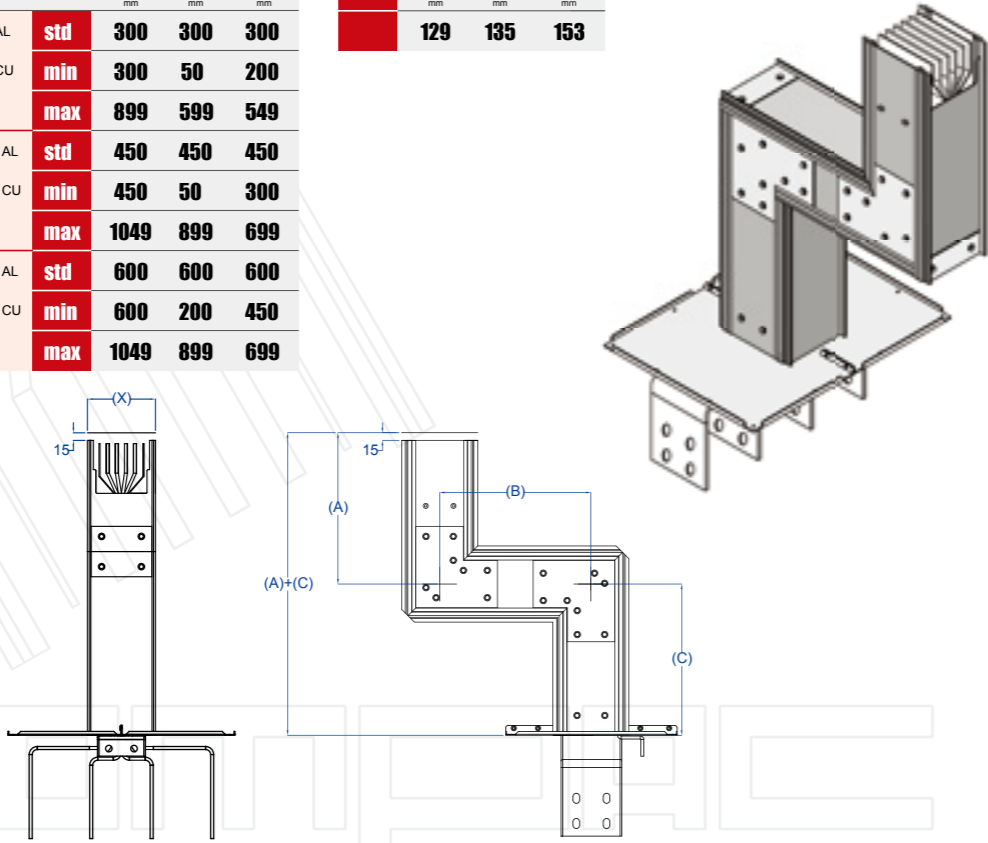 mm mm mm
AL std 300 300 300
CU min 300 50 200
max 899 599 549
AL std 450 450 450
CU min 450 50 300
max 1049 899 699
AL std 600 600 600
CU min 600 200 450
max 1049 899 699
mm mm mm
129 135 153
(X)
15
15
(A)
(B)
(A)+(C)
(C)